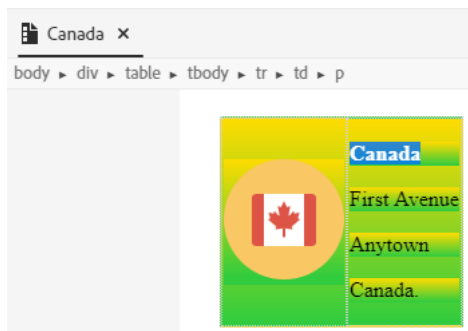 Canada
body ▸ div ▸ table ▸ tbody ▸ tr ▸ td ▸ p
Canada
First Avenue
Anytown
Canada.